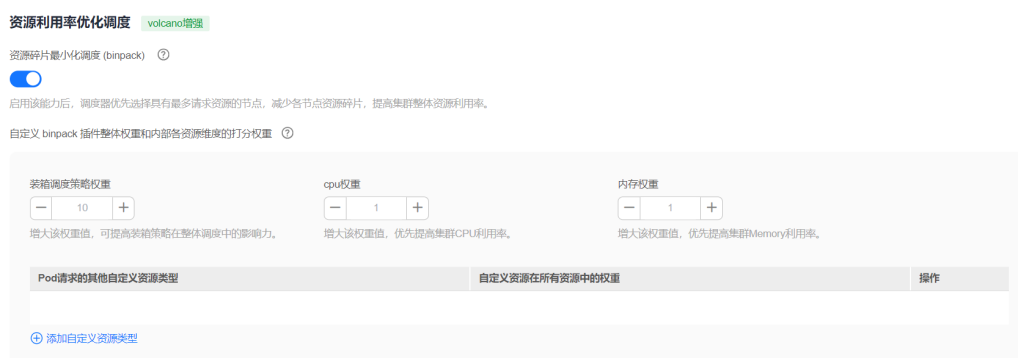 资源利用率优化调度 volcano增强
资源碎片最小化调度 (binpack) ?
启用该能力后，调度器优先选择具有最多请求资源的节点，减少各节点资源碎片，提高集群整体资源利用率。
自定义 binpack 插件整体权重和内部各资源维度的打分权重 ?
装箱调度策略权重 cpu权重 内存权重
— 10 + — 1 + — 1 +
增大该权重值，可提高装箱策略在整体调度中的影响力。 增大该权重值，优先提高集群CPU利用率。 增大该权重值，优先提高集群Memory利用率。
Pod请求的其他自定义资源类型 自定义资源在所有资源中的权重 操作
添加自定义资源类型